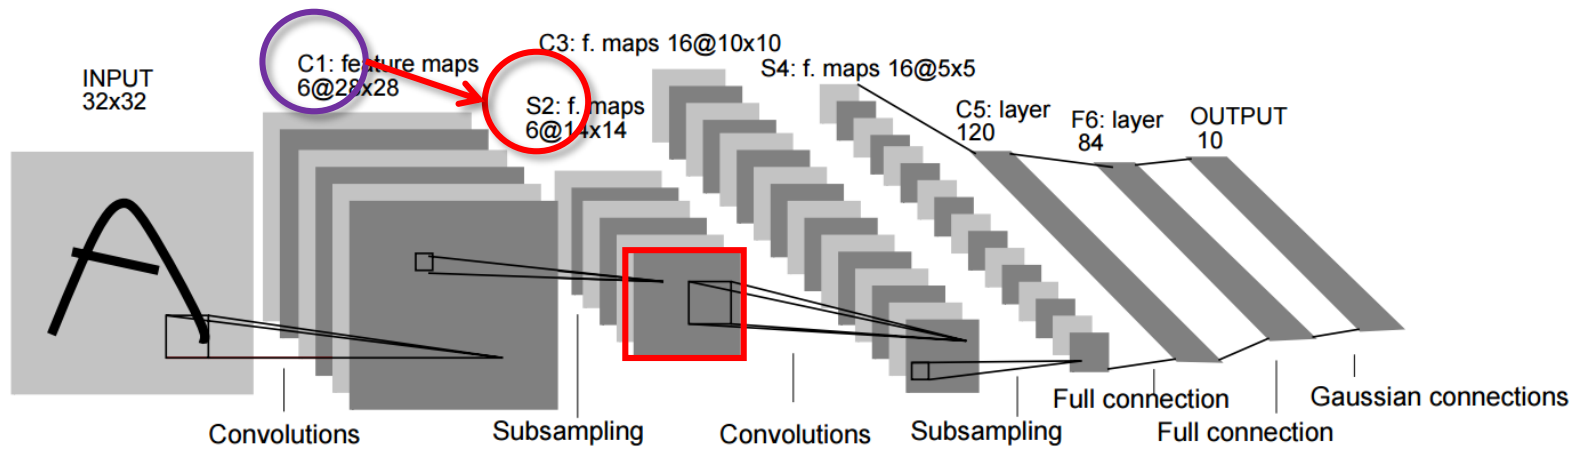 INPUT
32x32
C1: feature maps
6@28x28
S2: f. maps
6@14x14
C3: f. maps 16@10x10
S4: f. maps 16@5x5
C5: layer
120
F6: layer
84
OUTPUT
10
Convolutions
Subsampling
Convolutions
Subsampling
Full connection
Full connection
Gaussian connections